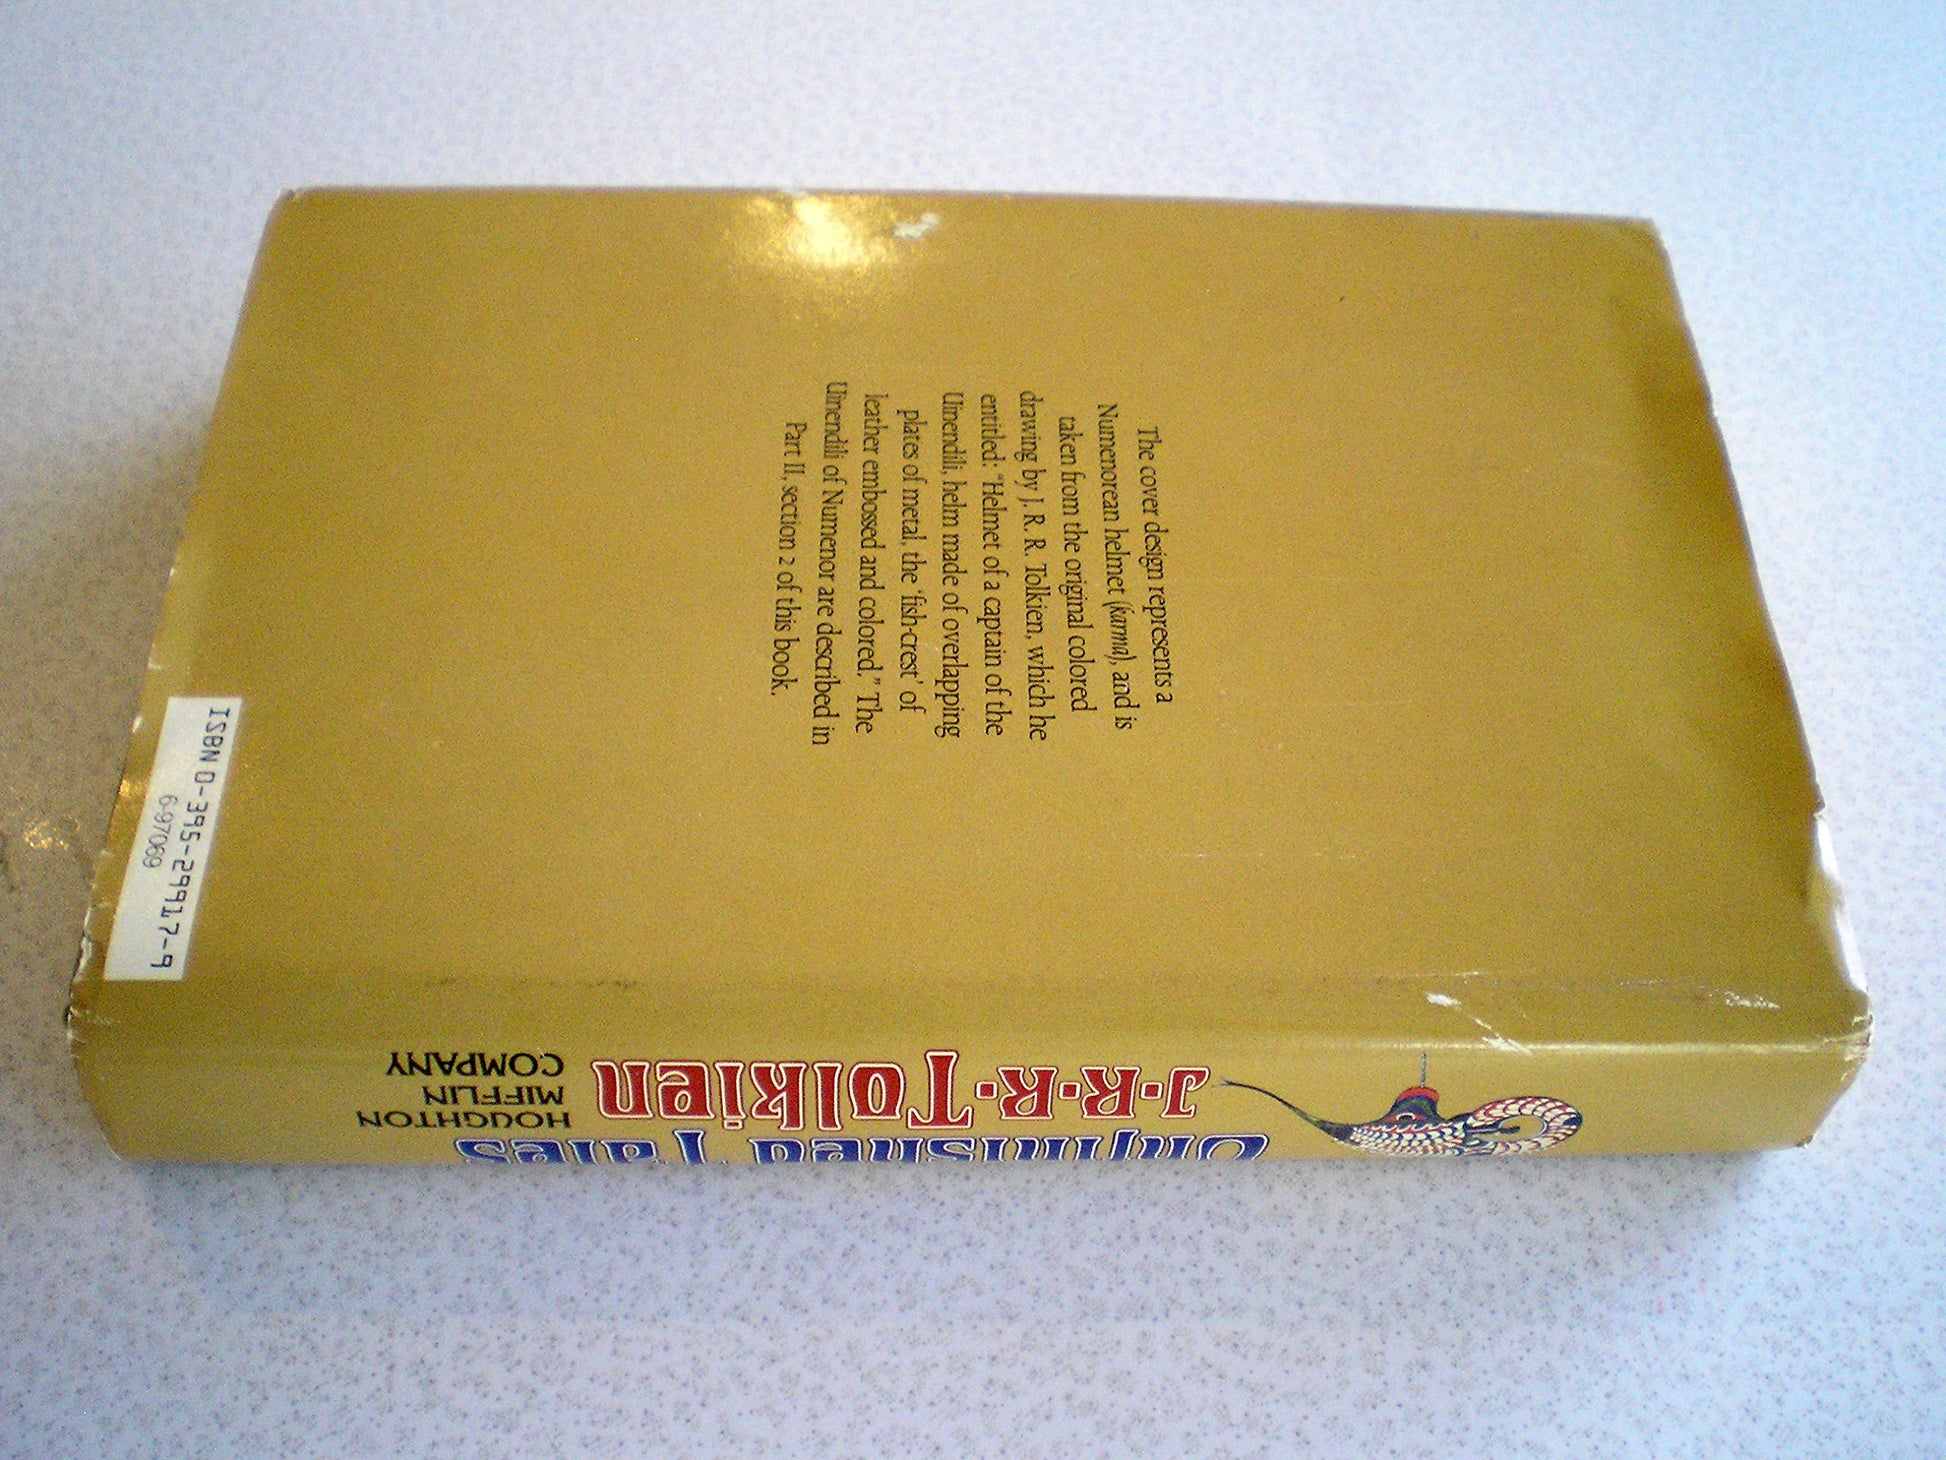 The cover design represents a
Numenorean helmet (karma), and is
taken from the original colored
drawing by J. R. R. Tolkien, which he
entitled: "Helmet of a captain of the
Uinendili, helm made of overlapping
plates of metal, the 'fish-crest' of
leather embossed and colored." The
Uinendili of Numenor are described in
Part II, section 2 of this book.
ISBN 0-395-29917-9
6-97069
Unfinished Tales
J·R·R·Tolkien
HOUGHTON
MIFFLIN
COMPANY